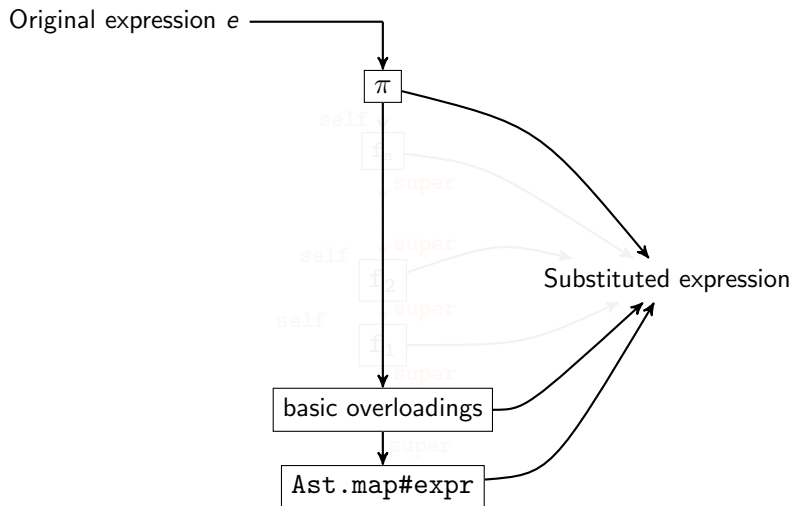 Original expression e
π
self
fn
super
super
self
f2
Substituted expression
super
self
f1
super
basic overloadings
super
Ast.map#expr